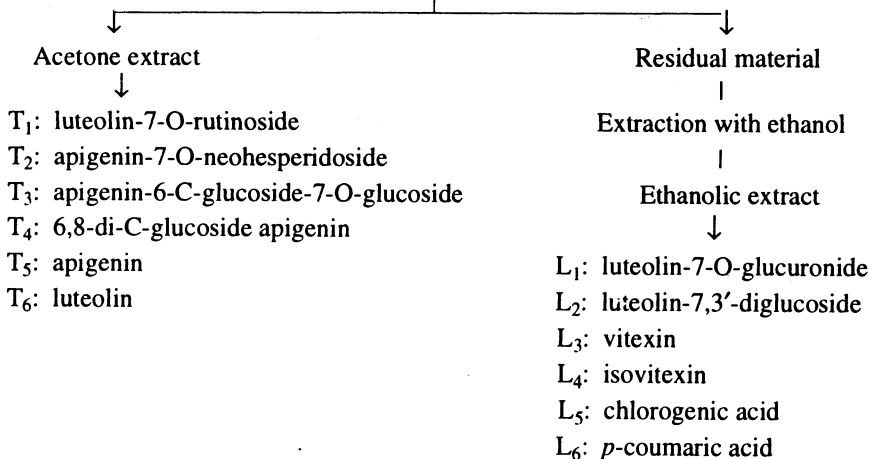 Acetone extract
T₁: luteolin-7-O-rutinoside
T₂: apigenin-7-O-neohesperidoside
T₃: apigenin-6-C-glucoside-7-O-glucoside
T₄: 6,8-di-C-glucoside apigenin
T₅: apigenin
T₆: luteolin
Residual material
Extraction with ethanol
Ethanolic extract
L₁: luteolin-7-O-glucuronide
L₂: luteolin-7,3′-diglucoside
L₃: vitexin
L₄: isovitexin
L₅: chlorogenic acid
L₆: p-coumaric acid